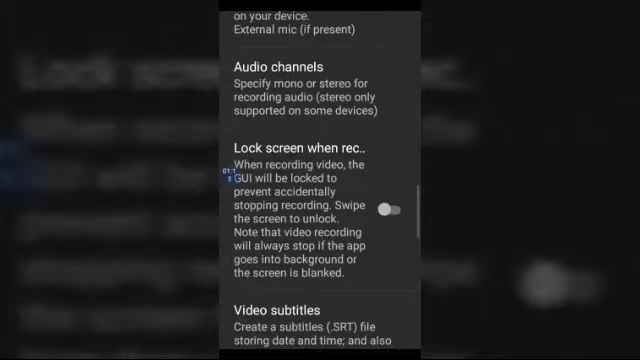 on your device.
External mic (if present)
Audio channels
Specify mono or stereo for
recording audio (stereo only
supported on some devices)
Lock screen when rec..
When recording video, the
GUI will be locked to
prevent accidentally
stopping recording. Swipe
the screen to unlock.
Note that video recording
will always stop if the app
goes into background or
the screen is blanked.
Video subtitles
Create a subtitles (.SRT) file
storing date and time; and also